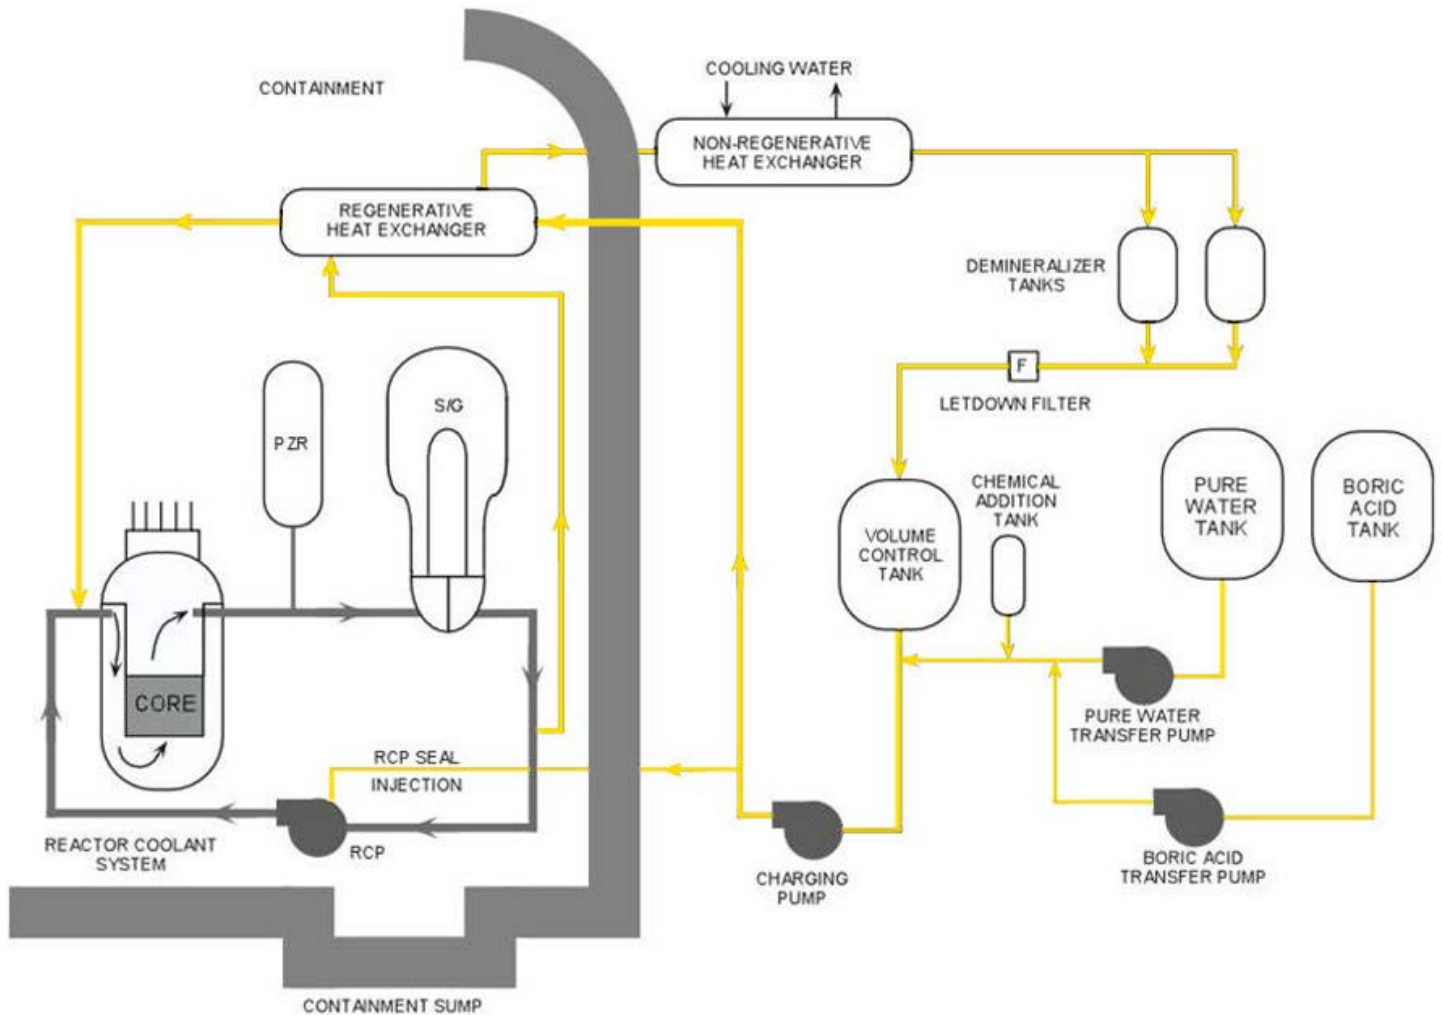 COOLING WATER
CONTAINMENT
NON-REGENERATIVE
HEAT EXCHANGER
REGENERATIVE
HEAT EXCHANGER
DEMINERALIZER
TANKS
F
LETDOWN FILTER
S/G
PZR
CHEMICAL
ADDITION
TANK
PURE
WATER
TANK
BORIC
ACID
TANK
VOLUME
CONTROL
TANK
CORE
PURE WATER
TRANSFER PUMP
RCP SEAL
INJECTION
REACTOR COOLANT
SYSTEM
RCP
CHARGING
PUMP
BORIC ACID
TRANSFER PUMP
CONTAINMENT SUMP